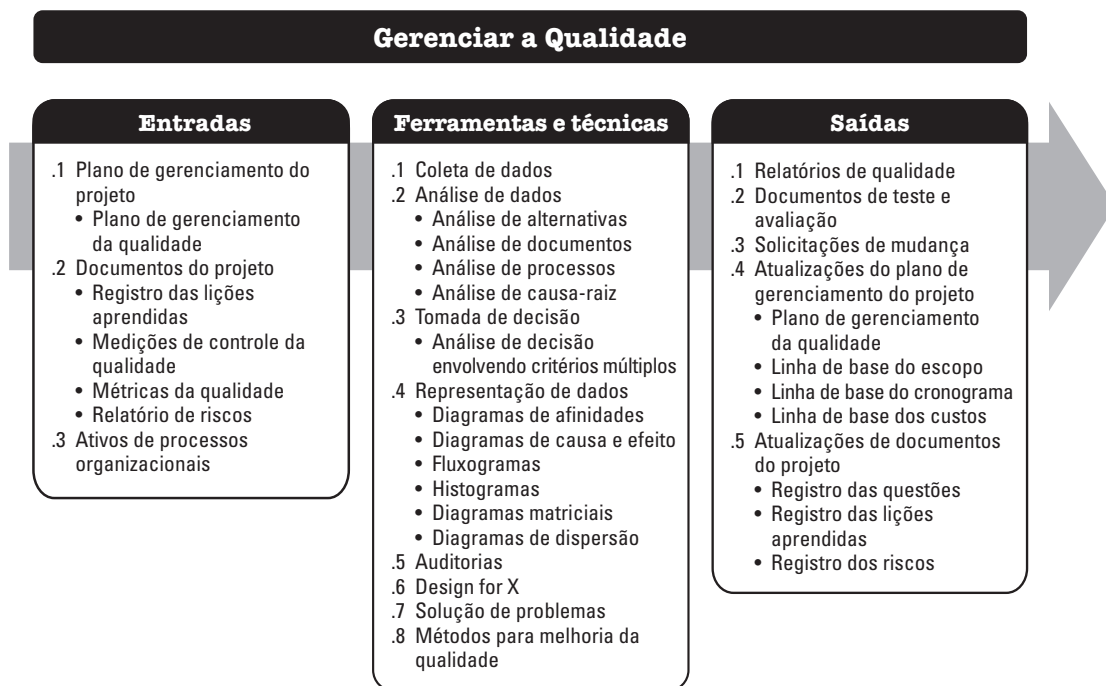 Gerenciar a Qualidade
Entradas
.1 Plano de gerenciamento do
projeto
• Plano de gerenciamento
da qualidade
.2 Documentos do projeto
• Registro das lições
aprendidas
• Medições de controle da
qualidade
• Métricas da qualidade
• Relatório de riscos
.3 Ativos de processos
organizacionais
Ferramentas e técnicas
.1 Coleta de dados
.2 Análise de dados
• Análise de alternativas
• Análise de documentos
• Análise de processos
• Análise de causa-raiz
.3 Tomada de decisão
• Análise de decisão
envolvendo critérios múltiplos
.4 Representação de dados
• Diagramas de afinidades
• Diagramas de causa e efeito
• Fluxogramas
• Histogramas
• Diagramas matriciais
• Diagramas de dispersão
.5 Auditorias
.6 Design for X
.7 Solução de problemas
.8 Métodos para melhoria da
qualidade
Saídas
.1 Relatórios de qualidade
.2 Documentos de teste e
avaliação
.3 Solicitações de mudança
.4 Atualizações do plano de
gerenciamento do projeto
• Plano de gerenciamento
da qualidade
• Linha de base do escopo
• Linha de base do cronograma
• Linha de base dos custos
.5 Atualizações de documentos
do projeto
• Registro das questões
• Registro das lições
aprendidas
• Registro dos riscos